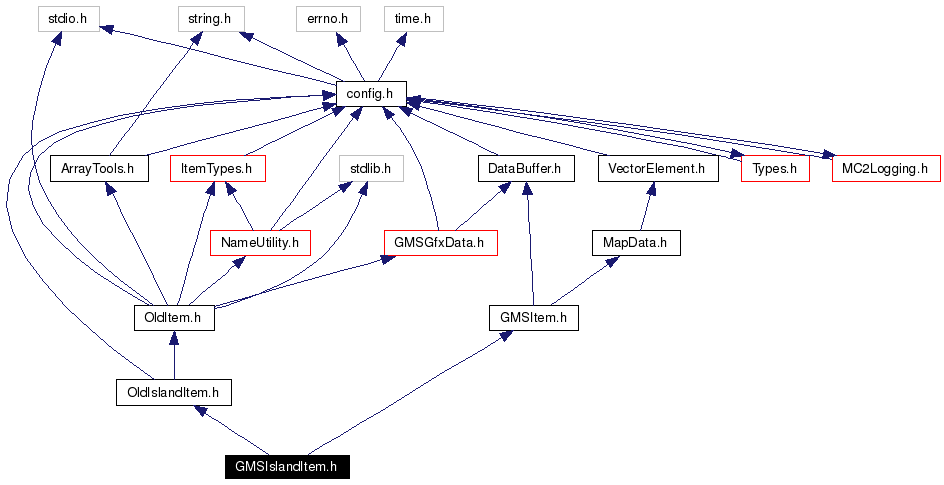 stdio.h
string.h
errno.h
time.h
config.h
ArrayTools.h
ItemTypes.h
stdlib.h
DataBuffer.h
VectorElement.h
Types.h
MC2Logging.h
NameUtility.h
GMSGfxData.h
MapData.h
OldItem.h
GMSItem.h
OldIslandItem.h
GMSIslandItem.h